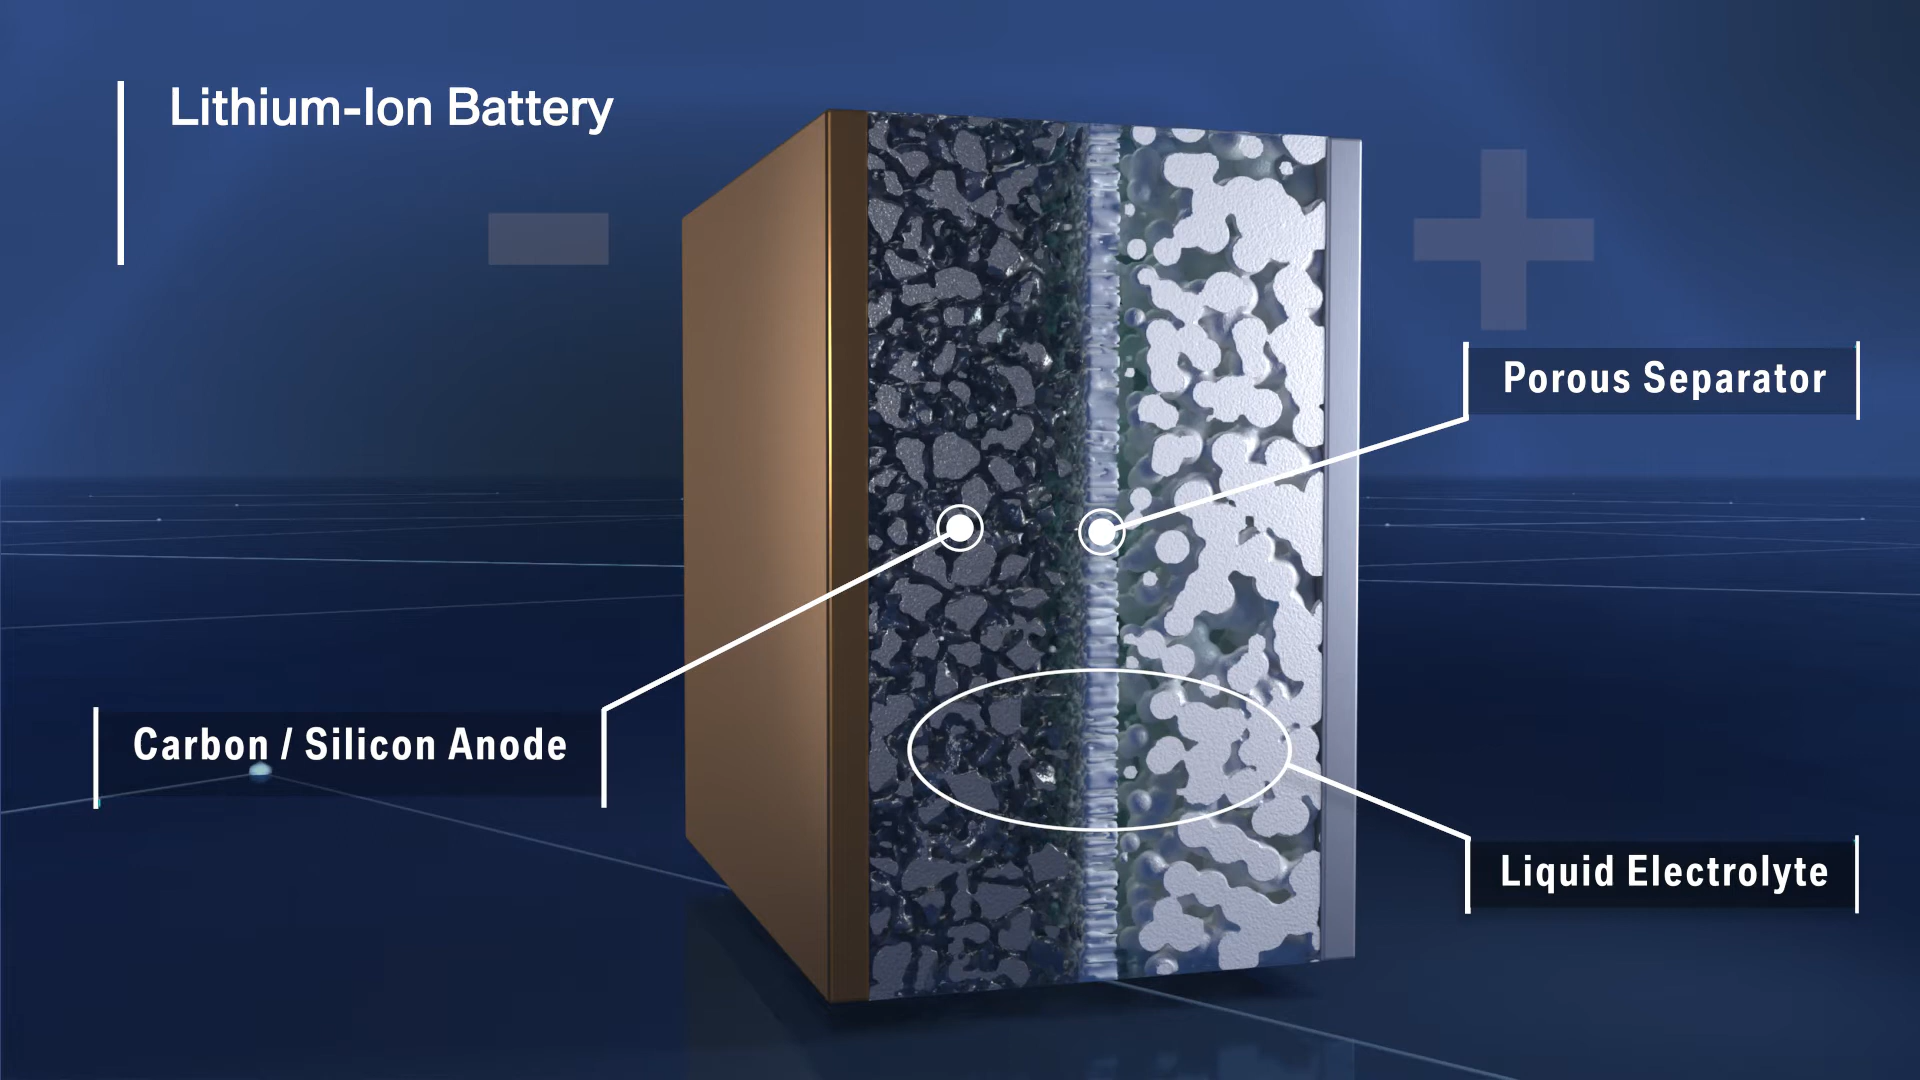 Lithium-Ion Battery
Porous Separator
Carbon / Silicon Anode
Liquid Electrolyte